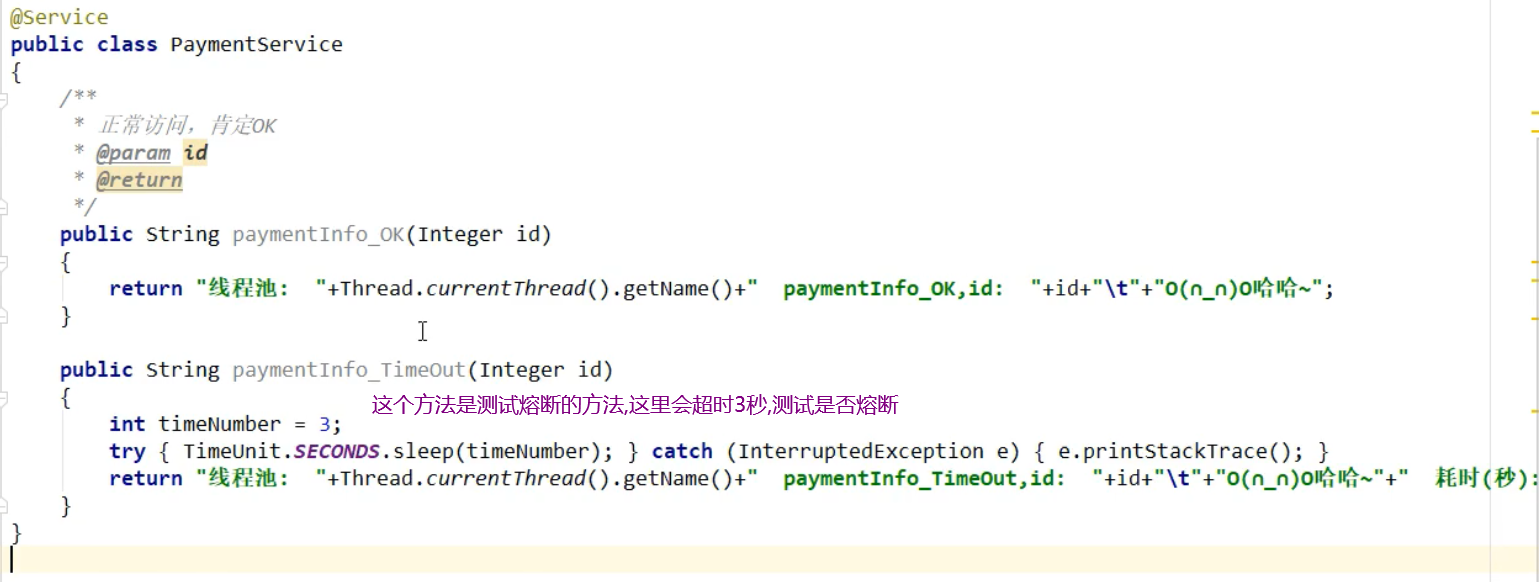 @Service
public class PaymentService
{
/**
* 正常访问，肯定OK
* @param id
* @return
*/
public String paymentInfo_OK(Integer id)
{
return "线程池:  "+Thread.currentThread().getName()+"  paymentInfo_OK,id:  "+id+"\t"+"O(∩_∩)O哈哈~";
}
public String paymentInfo_TimeOut(Integer id)
{
这个方法是测试熔断的方法,这里会超时3秒,测试是否熔断
int timeNumber = 3;
try { TimeUnit.SECONDS.sleep(timeNumber); } catch (InterruptedException e) { e.printStackTrace(); }
return "线程池:  "+Thread.currentThread().getName()+"  paymentInfo_TimeOut,id:  "+id+"\t"+"O(∩_∩)O哈哈~"+"  耗时(秒):
}
}